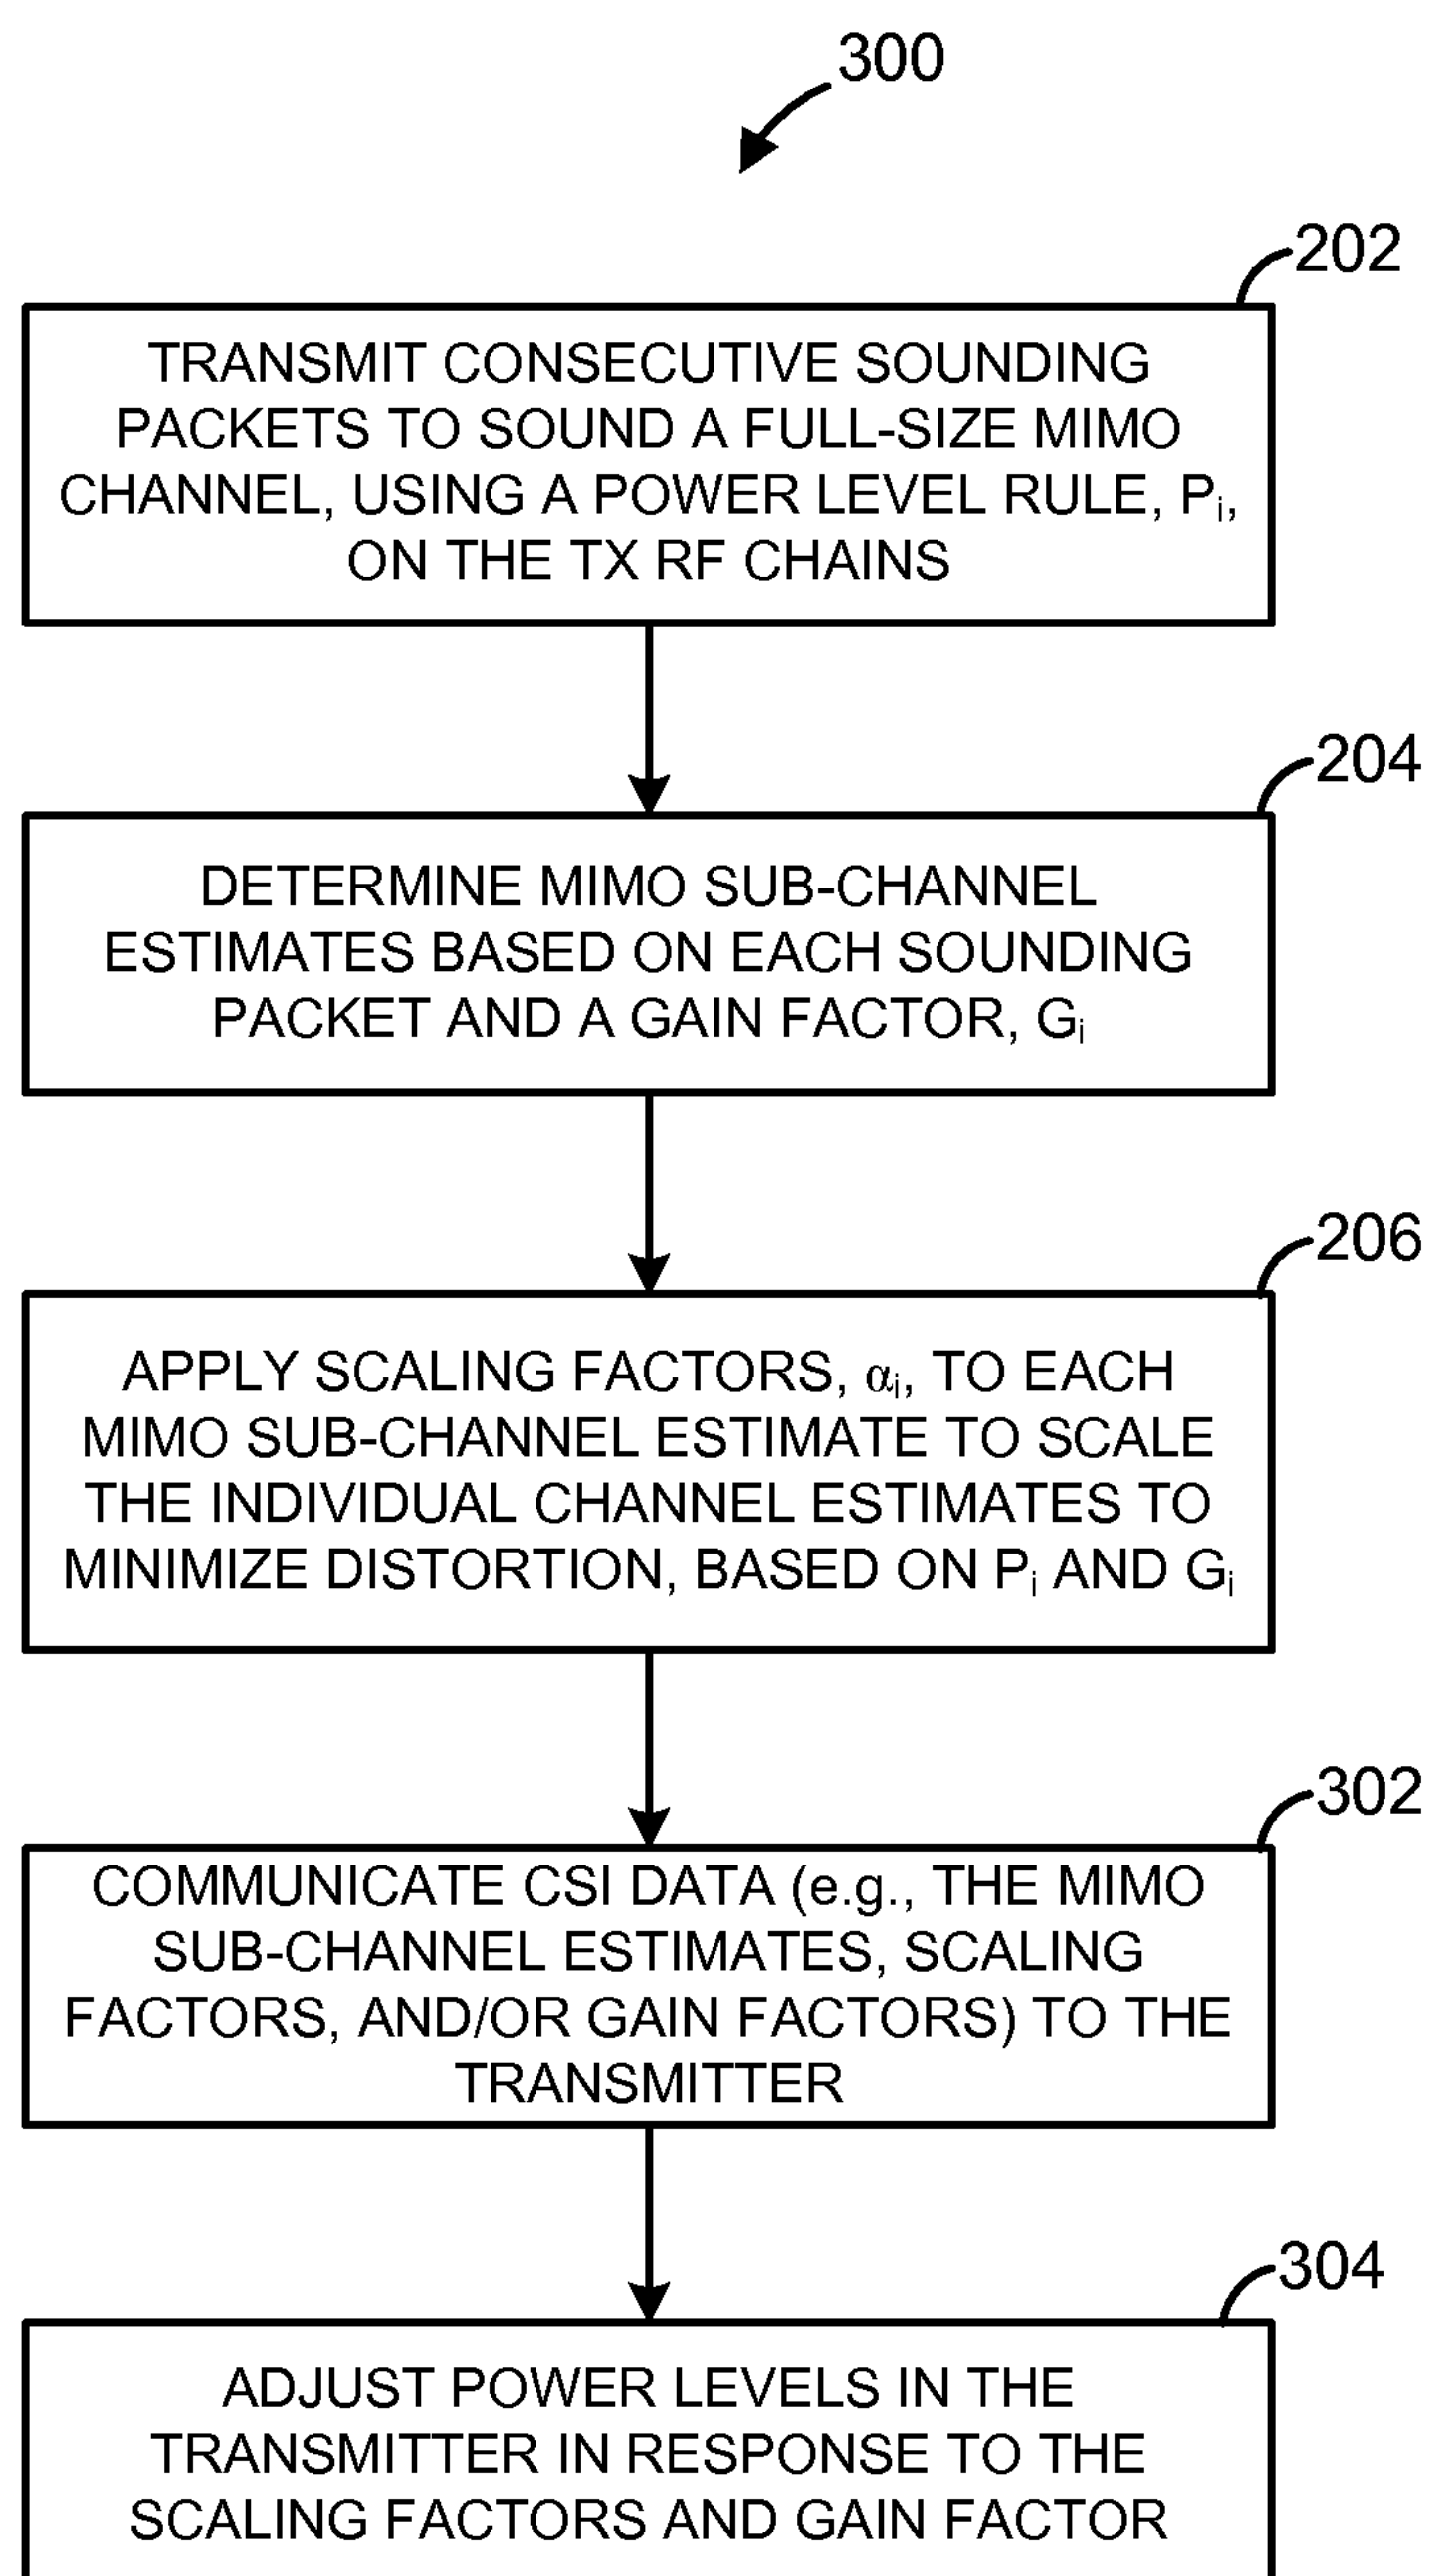 300
202
TRANSMIT CONSECUTIVE SOUNDING
PACKETS TO SOUND A FULL-SIZE MIMO
CHANNEL, USING A POWER LEVEL RULE, Pᵢ,
ON THE TX RF CHAINS
204
DETERMINE MIMO SUB-CHANNEL
ESTIMATES BASED ON EACH SOUNDING
PACKET AND A GAIN FACTOR, Gᵢ
206
APPLY SCALING FACTORS, αᵢ, TO EACH
MIMO SUB-CHANNEL ESTIMATE TO SCALE
THE INDIVIDUAL CHANNEL ESTIMATES TO
MINIMIZE DISTORTION, BASED ON Pᵢ AND Gᵢ
302
COMMUNICATE CSI DATA (e.g., THE MIMO
SUB-CHANNEL ESTIMATES, SCALING
FACTORS, AND/OR GAIN FACTORS) TO THE
TRANSMITTER
304
ADJUST POWER LEVELS IN THE
TRANSMITTER IN RESPONSE TO THE
SCALING FACTORS AND GAIN FACTOR